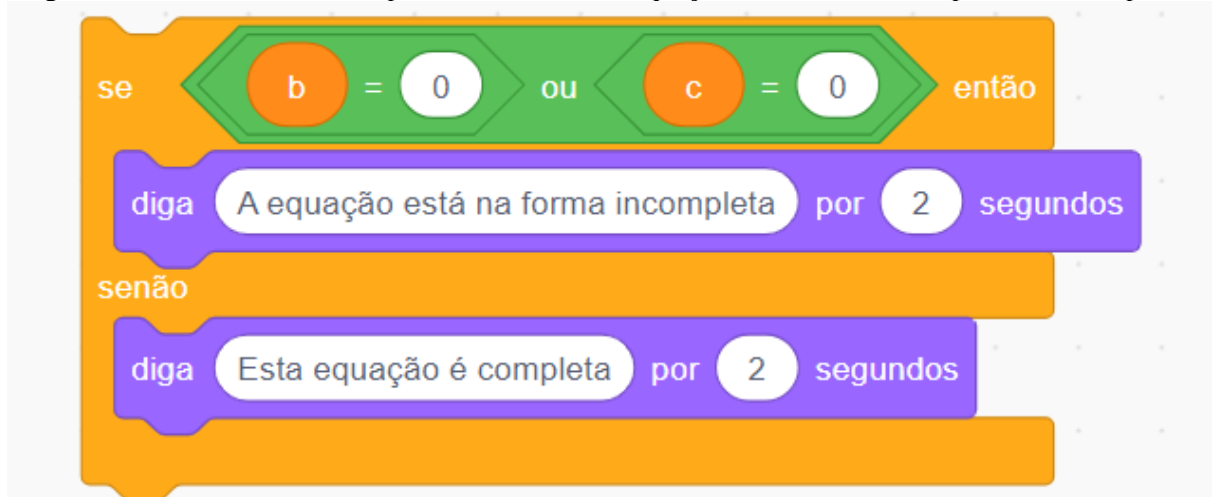 se b = 0 ou c = 0 então
diga A equação está na forma incompleta por 2 segundos
senão
diga Esta equação é completa por 2 segundos